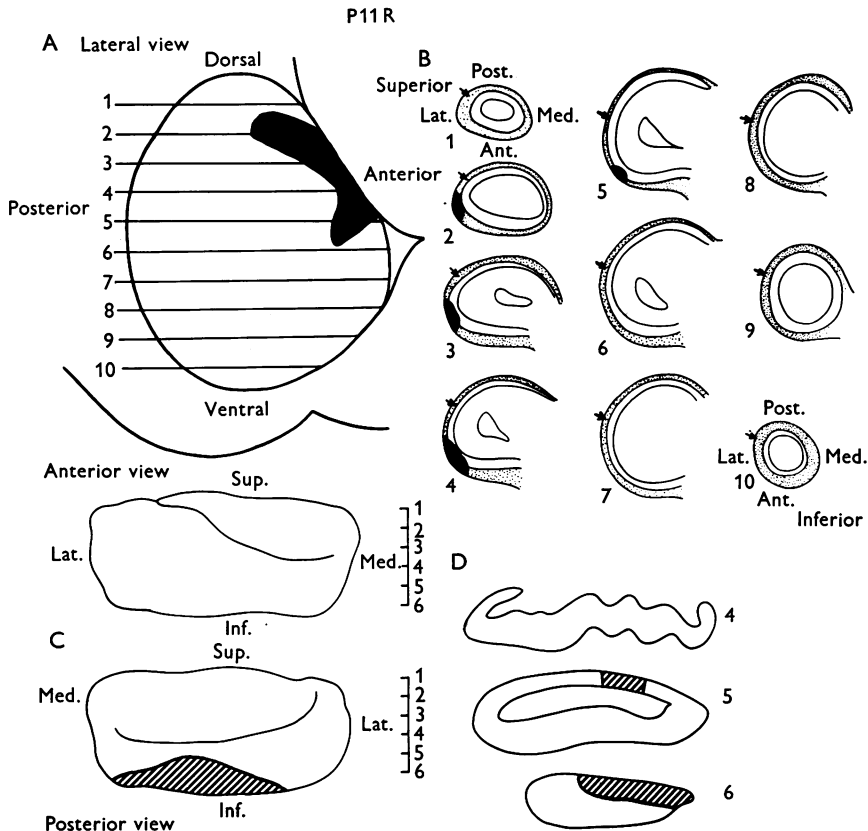 P11 R
A Lateral view
Dorsal
1
2
3
4
Posterior
5
6
7
8
9
10
Ventral
Anterior
B
Superior
Post.
Lat.
Med.
1
Ant.
2
3
4
5
6
7
8
9
Post.
Lat.
Med.
10
Ant.
Inferior
Anterior view
Sup.
Lat.
Med.
1
2
3
4
5
6
Inf.
C
Sup.
Med.
Lat.
1
2
3
4
5
6
Inf.
Posterior view
D
4
5
6